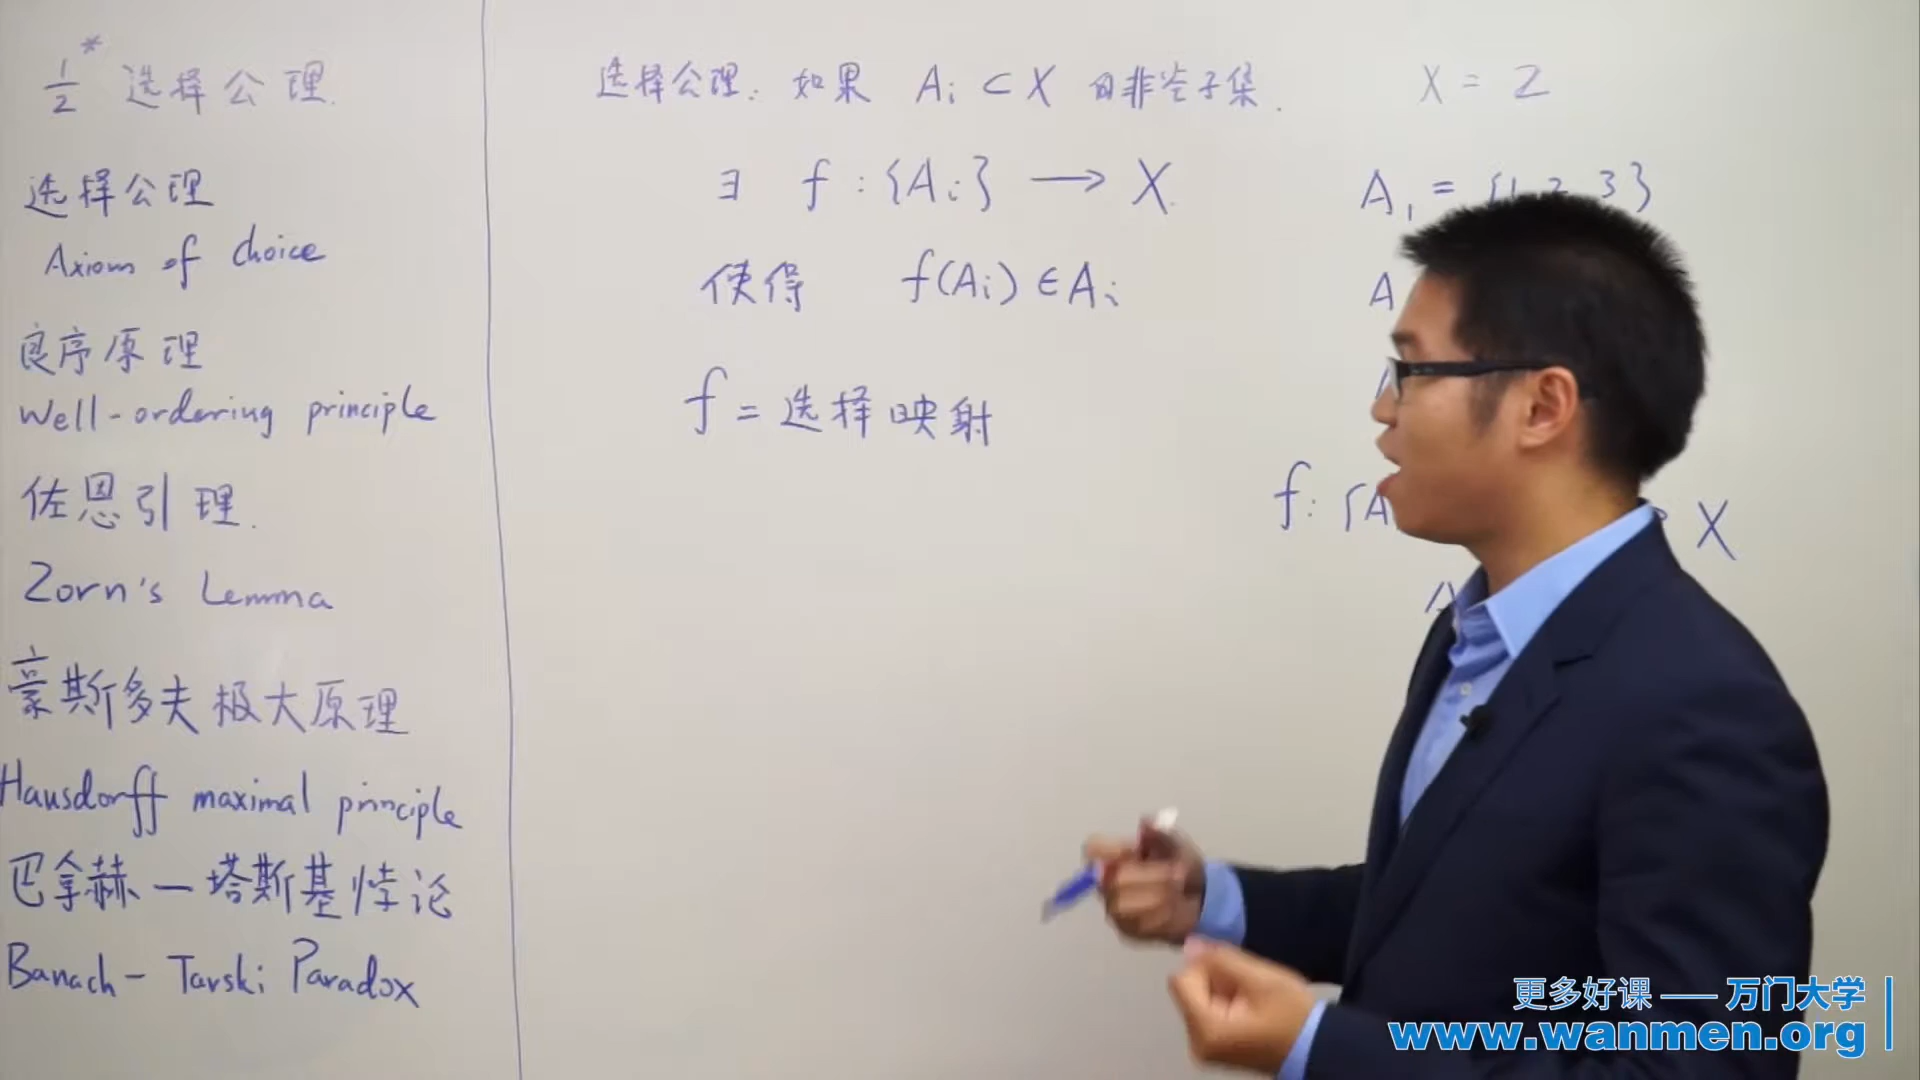 1/2 * 选择公理.
选择公理
Axiom of choice
良序原理
Well-ordering principle
佐恩引理.
Zorn's Lemma
豪斯多夫极大原理
Hausdorff maximal principle
巴拿赫—塔斯基悖论
Banach-Tarski Paradox
选择公理: 如果 Ai ⊂ X 的非空子集.
∃ f : {Ai} → X.
使得 f(Ai) ∈ Ai
f = 选择映射
X = Z
A1 = {1 2 3}
A
f: {A X
A
更多好课 —— 万门大学
www.wanmen.org